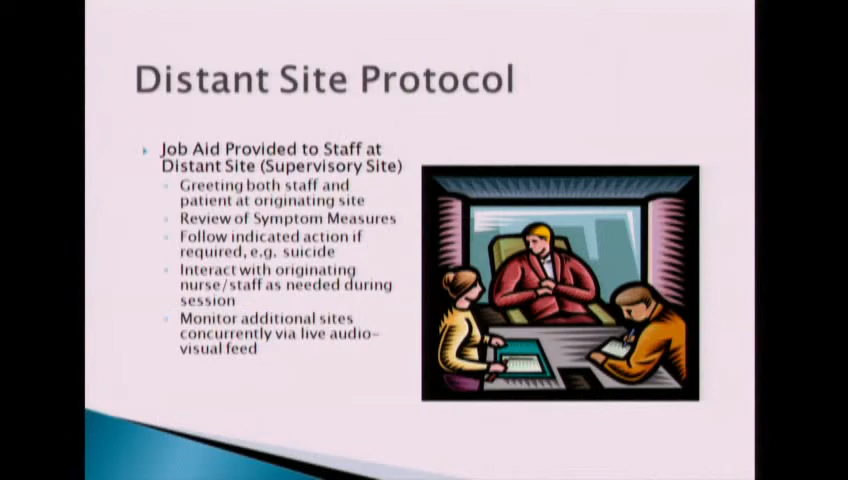 Distant Site Protocol
Job Aid Provided to Staff at
Distant Site (Supervisory Site)
Greeting both staff and
patient at originating site
Review of Symptom Measures
Follow indicated action if
required, e.g. suicide
Interact with originating
nurse/staff as needed during
session
Monitor additional sites
concurrently via live audio-
visual feed